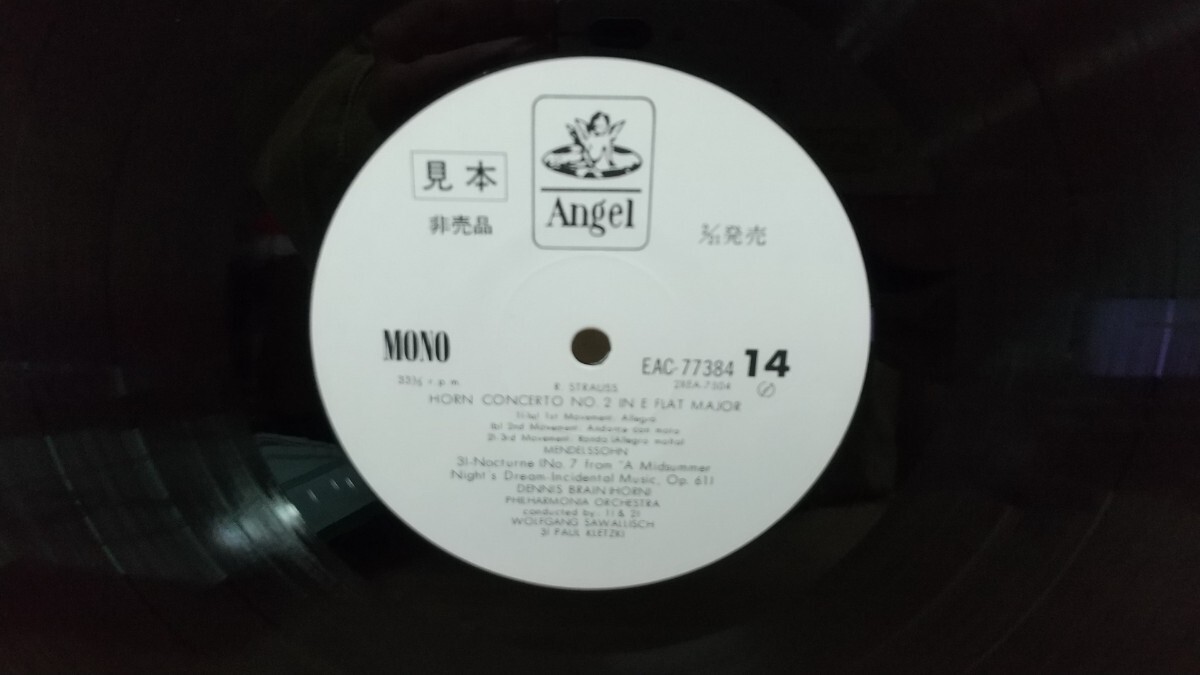 Angel
見本
非売品
発売
MONO
33⅓ r.p.m.
EAC-77384 14
R. STRAUSS
HORN CONCERTO NO. 2 IN E FLAT MAJOR
1st Movement: Allegro
2nd Movement: Andante con moto
3rd Movement: Rondo (Allegro molto)
MENDELSSOHN
3)-Nocturne (No. 7 from "A Midsummer
Night's Dream-Incidental Music, Op. 61)
DENNIS BRAIN (HORN)
PHILHARMONIA ORCHESTRA
conducted by: 1) & 2)
WOLFGANG SAWALLISCH
3) PAUL KLETZKI